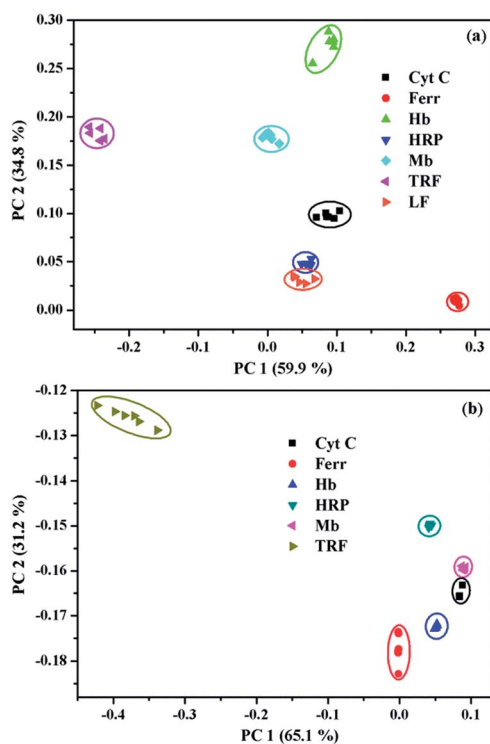 (a)
0.30
0.25
0.20
0.15
0.10
0.05
0.00
PC 2 (34.8 %)
Cyt C
Ferr
Hb
HRP
Mb
TRF
LF
-0.2 -0.1 0.0 0.1 0.2 0.3
PC 1 (59.9 %)
(b)
-0.12
-0.13
-0.14
-0.15
-0.16
-0.17
-0.18
PC 2 (31.2 %)
Cyt C
Ferr
Hb
HRP
Mb
TRF
-0.4 -0.3 -0.2 -0.1 0.0 0.1
PC 1 (65.1 %)